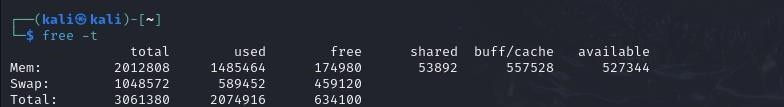 ┌──(kali㉿kali)-[~]
└─$ free -t
               total        used        free      shared  buff/cache   available
Mem:         2012808     1485464      174980       53892      557528      527344
Swap:        1048572      589452      459120
Total:       3061380     2074916      634100